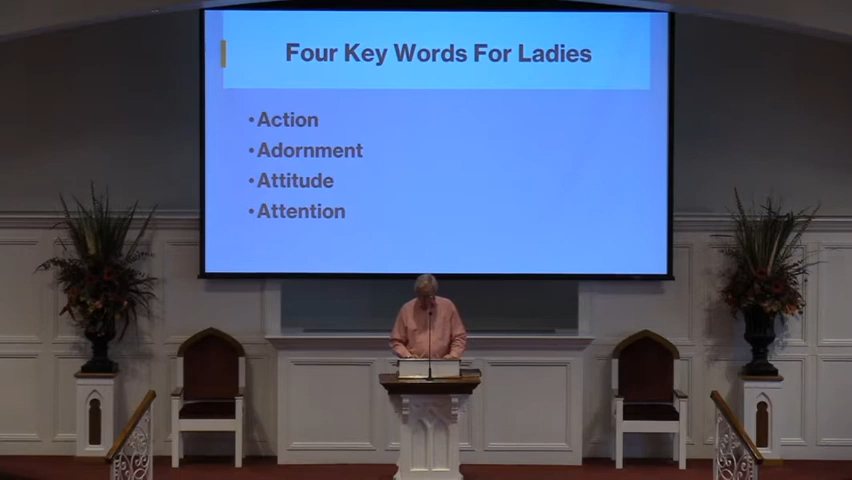 Four Key Words For Ladies
•Action
•Adornment
•Attitude
•Attention